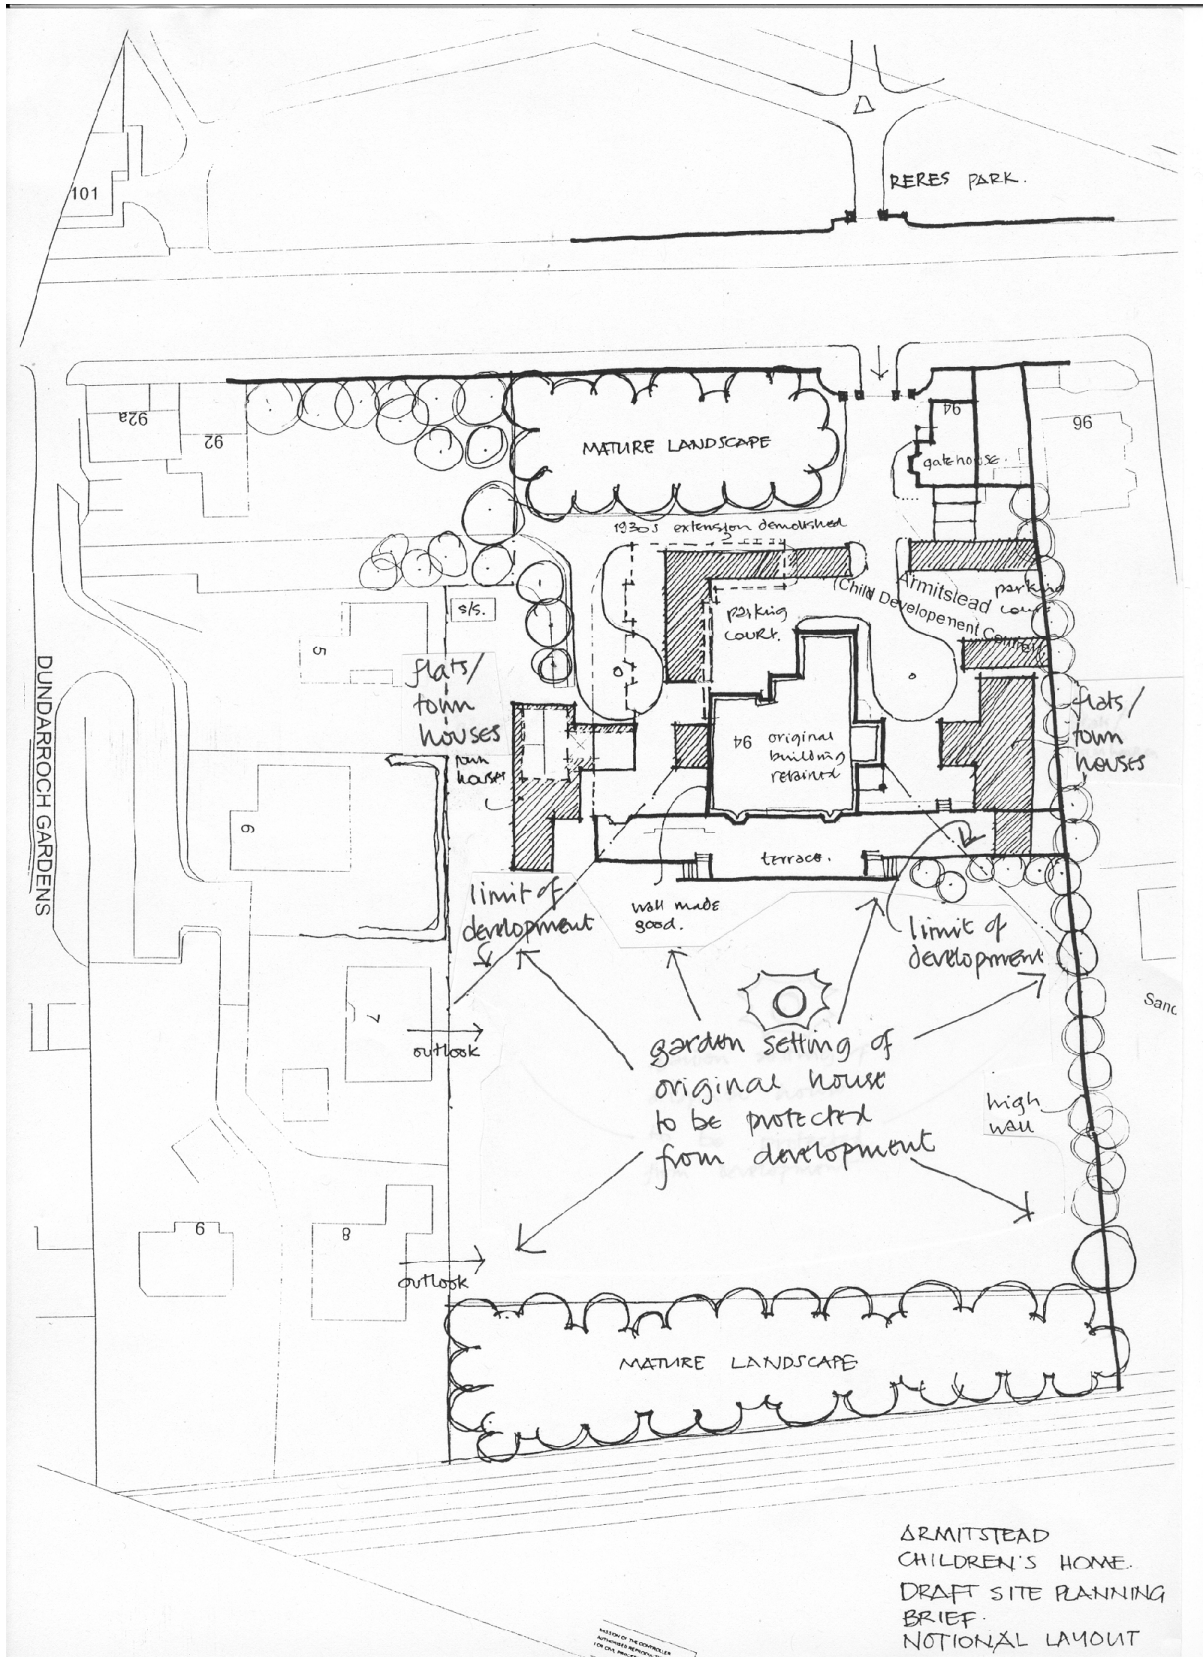 101
RERES PARK.
92a
92
MATURE LANDSCAPE
94
96
gatehouse.
1930s extension demolished
s/s.
5
parking
court.
Armitstead
(Child Developement Centre)
parking
court
flats/
town
houses
town
houses
flats/
town
houses
94
original
building
retained
DUNDARROCH GARDENS
6
terrace.
limit of
development
wall made
good.
limit of
development
7
outlook
garden setting of
original house
to be protected
from development
high
wall
Sanc
9
8
outlook
MATURE LANDSCAPE
ARMITSTEAD
CHILDREN'S HOME.
DRAFT SITE PLANNING
BRIEF.
NOTIONAL LAYOUT